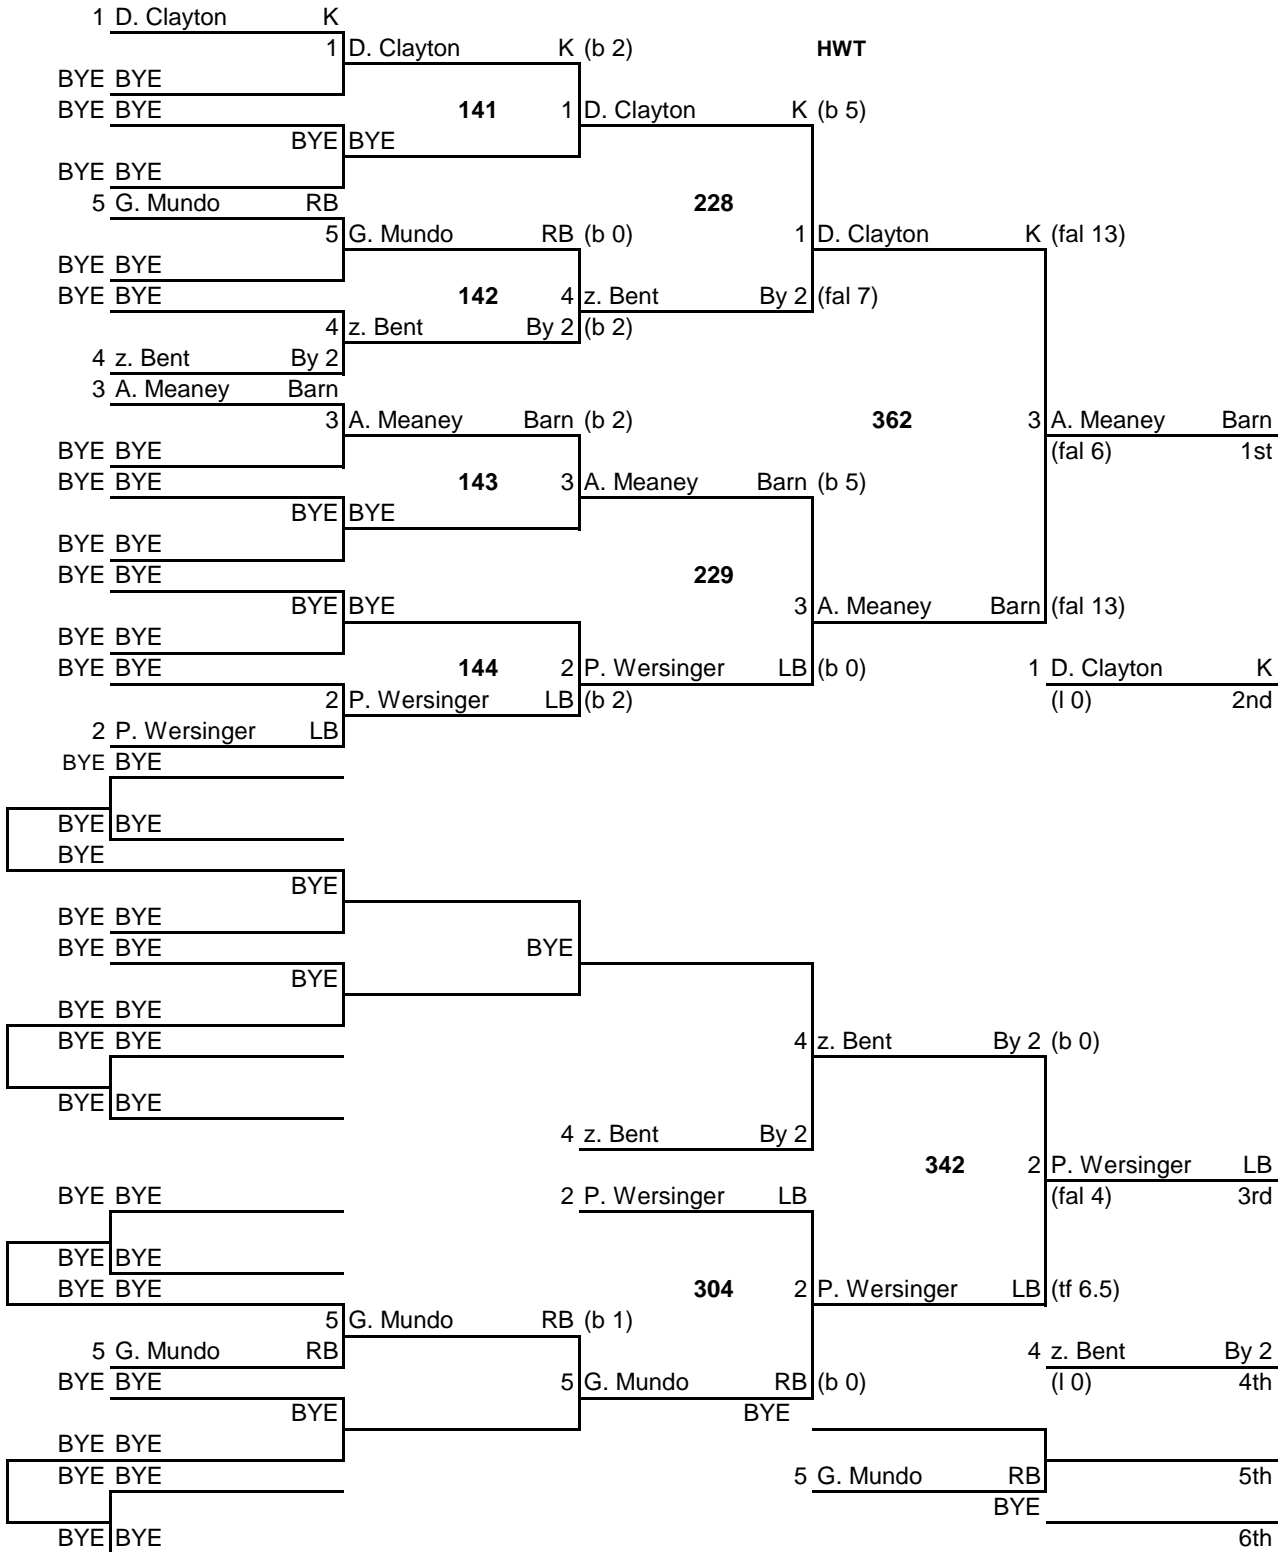 1 D. Clayton K
1 D. Clayton K (b 2) HWT
BYE BYE
BYE BYE 141 1 D. Clayton K (b 5)
BYE BYE
BYE BYE
5 G. Mundo RB 228
5 G. Mundo RB (b 0) 1 D. Clayton K (fal 13)
BYE BYE
BYE BYE 142 4 z. Bent By 2 (fal 7)
4 z. Bent By 2 (b 2)
4 z. Bent By 2
3 A. Meaney Barn
3 A. Meaney Barn (b 2) 362 3 A. Meaney Barn
BYE BYE (fal 6) 1st
BYE BYE 143 3 A. Meaney Barn (b 5)
BYE BYE
BYE BYE
BYE BYE 229
BYE BYE 3 A. Meaney Barn (fal 13)
BYE BYE
BYE BYE 144 2 P. Wersinger LB (b 0) 1 D. Clayton K
2 P. Wersinger LB (b 2) (l 0) 2nd
2 P. Wersinger LB
BYE BYE
BYE BYE
BYE
BYE
BYE BYE
BYE BYE BYE
BYE
BYE BYE
BYE BYE 4 z. Bent By 2 (b 0)
BYE BYE
4 z. Bent By 2
342 2 P. Wersinger LB
BYE BYE 2 P. Wersinger LB (fal 4) 3rd
BYE BYE
BYE BYE 304 2 P. Wersinger LB (tf 6.5)
5 G. Mundo RB (b 1)
5 G. Mundo RB 4 z. Bent By 2
BYE BYE 5 G. Mundo RB (b 0) (l 0) 4th
BYE BYE
BYE BYE
BYE BYE 5 G. Mundo RB 5th
BYE
BYE BYE 6th